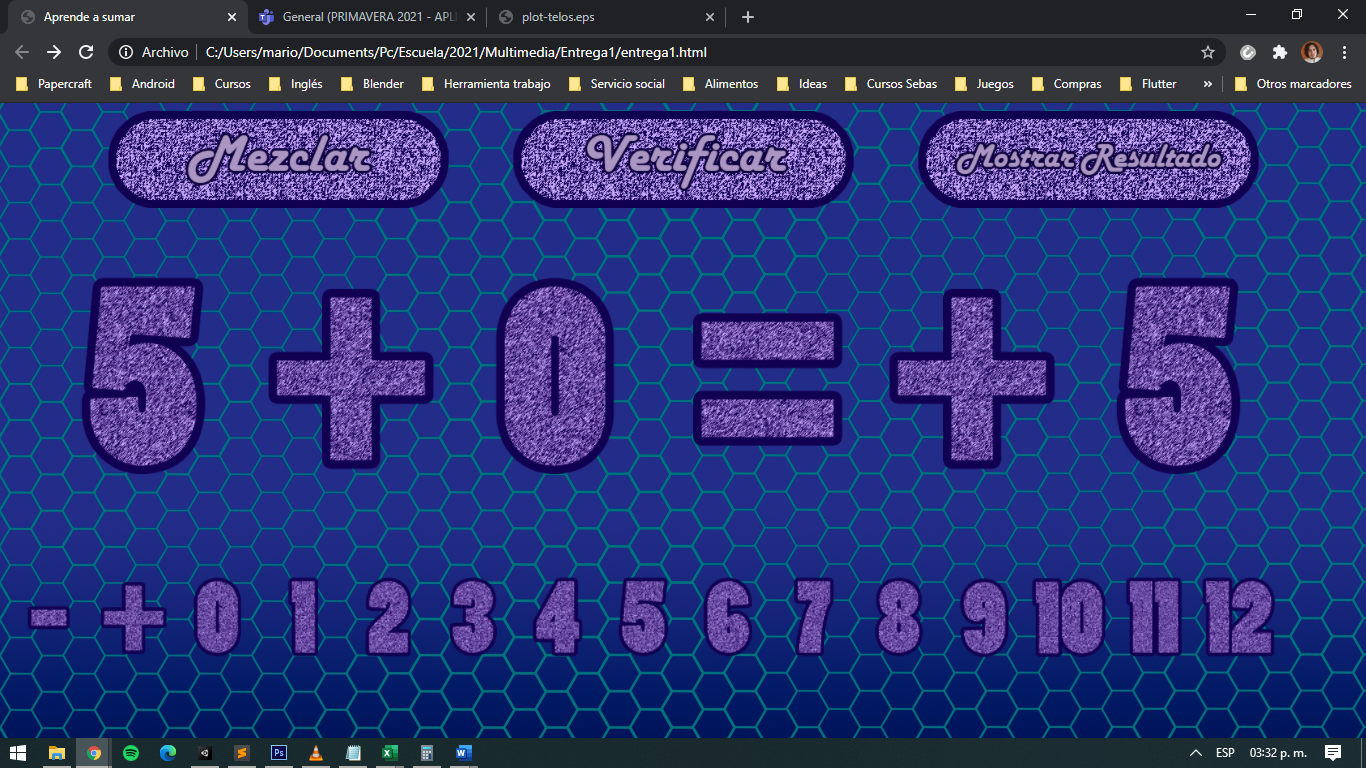 Aprende a sumar
General (PRIMAVERA 2021 - APLI
plot-telos.eps
Archivo
C:/Users/mario/Documents/Pc/Escuela/2021/Multimedia/Entrega1/entrega1.html
Papercraft Android Cursos Inglés Blender Herramienta trabajo Servicio social Alimentos Ideas Cursos Sebas Juegos Compras Flutter » Otros marcadores
Mezclar Verificar Mostrar Resultado
5 + 0 = + 5
- + 0 1 2 3 4 5 6 7 8 9 10 11 12
Ps X W ESP 03:32 p. m.